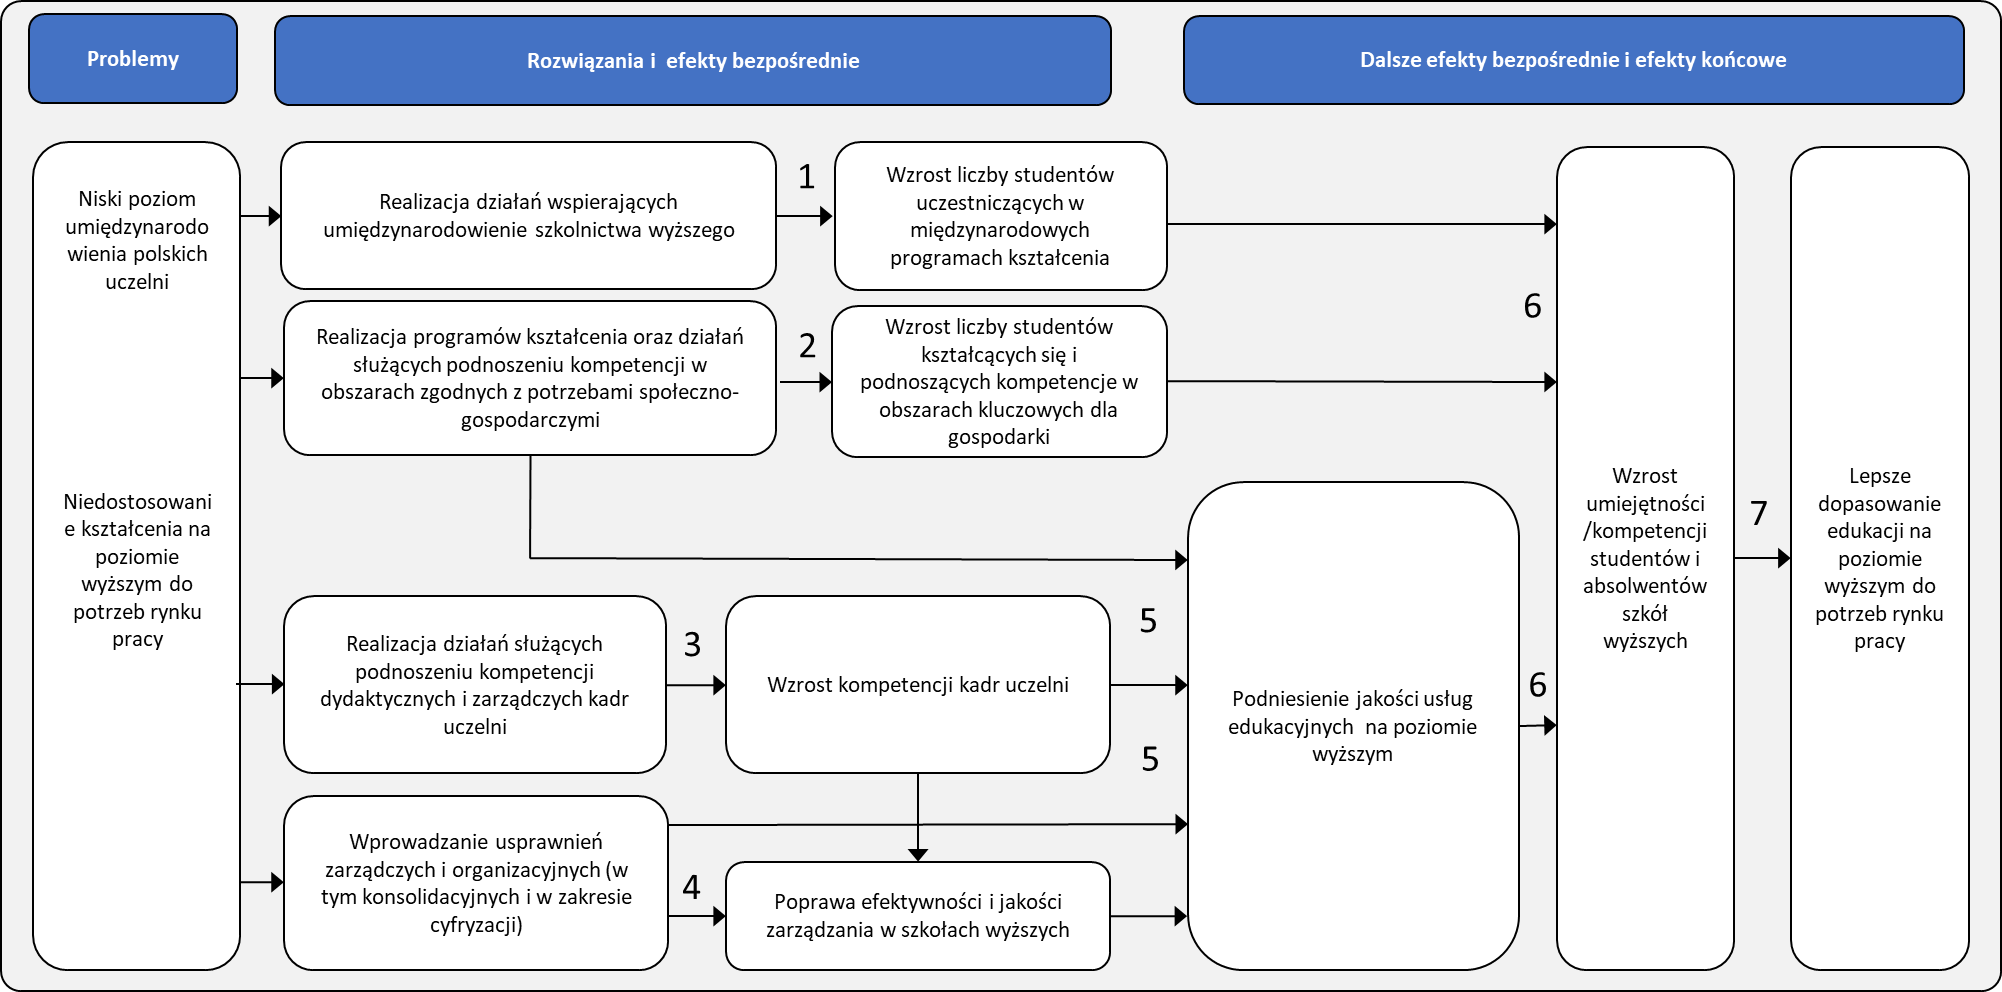 Problemy
Rozwiązania i  efekty bezpośrednie
Dalsze efekty bezpośrednie i efekty końcowe
Niski poziom
umiędzynarodo
wienia polskich
uczelni
Niedostosowani
e kształcenia na
poziomie
wyższym do
potrzeb rynku
pracy
Realizacja działań wspierających
umiędzynarodowienie szkolnictwa wyższego
1
Wzrost liczby studentów
uczestniczących w
międzynarodowych
programach kształcenia
Realizacja programów kształcenia oraz działań
służących podnoszeniu kompetencji w
obszarach zgodnych z potrzebami społeczno-
gospodarczymi
2
Wzrost liczby studentów
kształcących się i
podnoszących kompetencje w
obszarach kluczowych dla
gospodarki
6
Realizacja działań służących
podnoszeniu kompetencji
dydaktycznych i zarządczych kadr
uczelni
3
Wzrost kompetencji kadr uczelni
5
5
Wprowadzanie usprawnień
zarządczych i organizacyjnych (w
tym konsolidacyjnych i w zakresie
cyfryzacji)
4
Poprawa efektywności i jakości
zarządzania w szkołach wyższych
Podniesienie jakości usług
edukacyjnych  na poziomie
wyższym
6
Wzrost
umiejętności
/kompetencji
studentów i
absolwentów
szkół
wyższych
7
Lepsze
dopasowanie
edukacji na
poziomie
wyższym do
potrzeb rynku
pracy